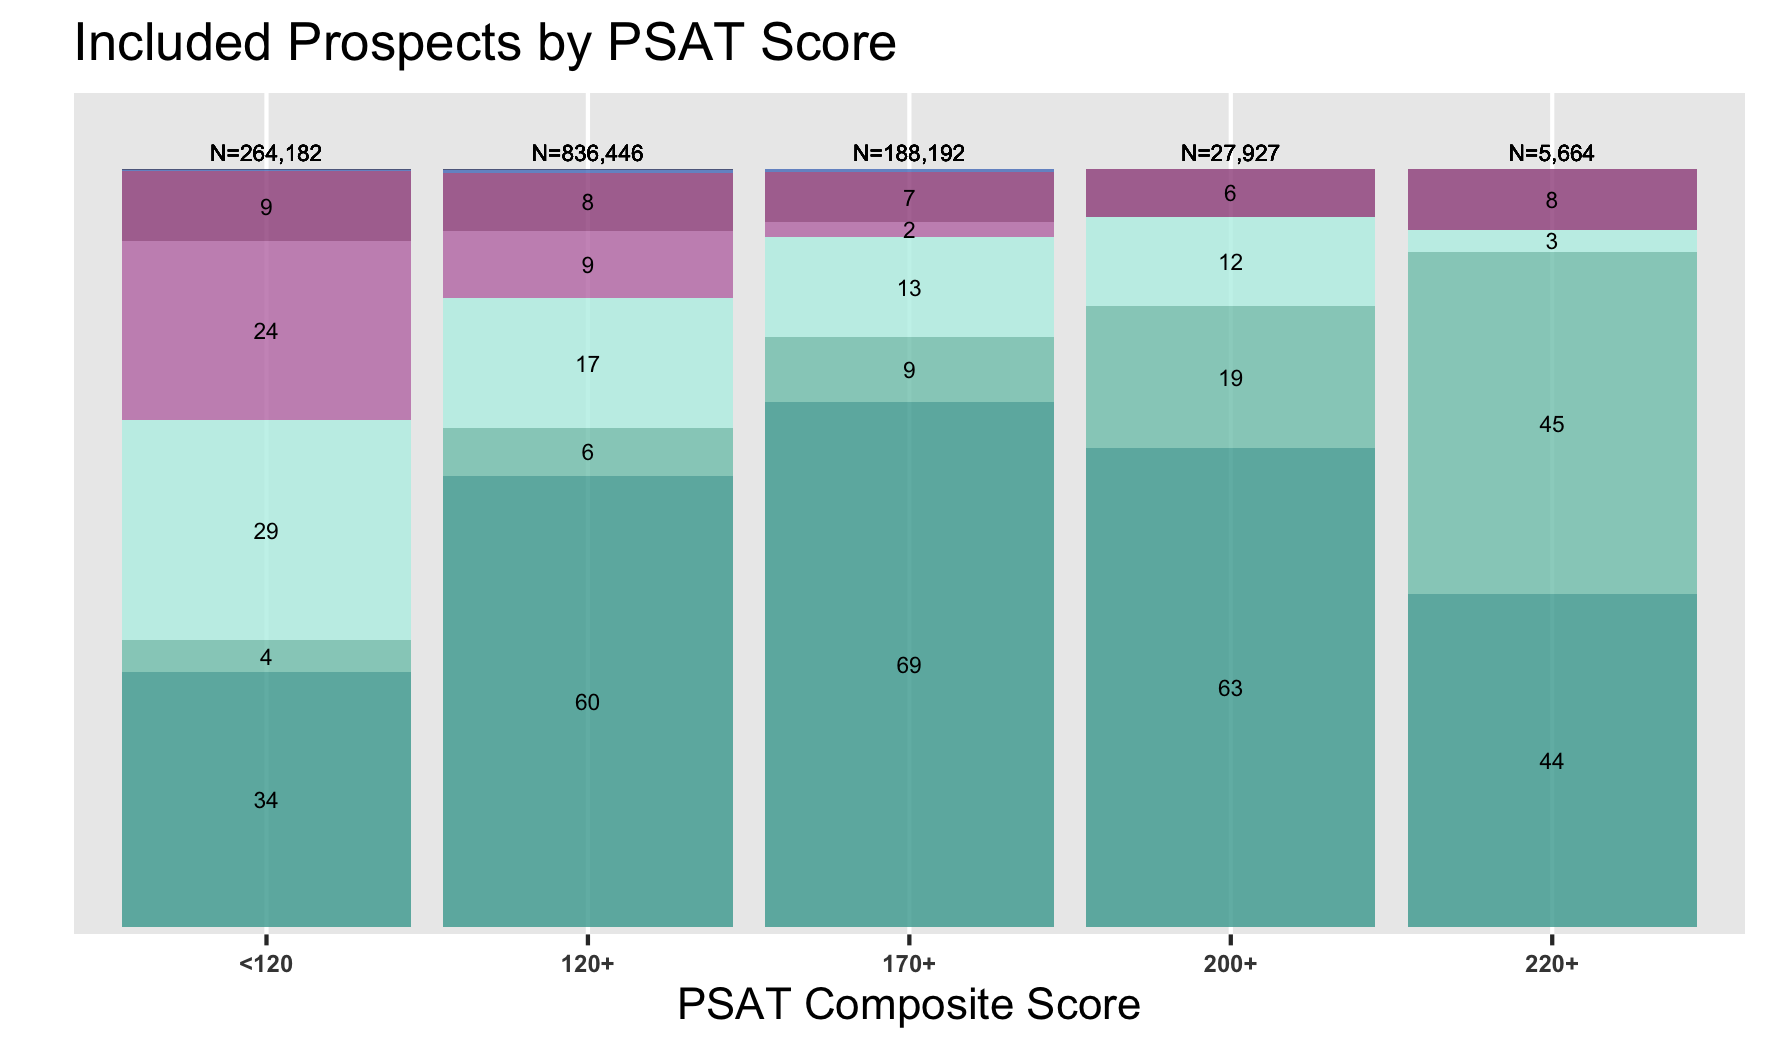 Included Prospects by PSAT Score
N=264,182 N=836,446 N=188,192 N=27,927 N=5,664
9 8 7 6 8
24 9 2 12 3
29 17 13 19 45
4 6 9 63 44
34 60 69
<120 120+ 170+ 200+ 220+
PSAT Composite Score